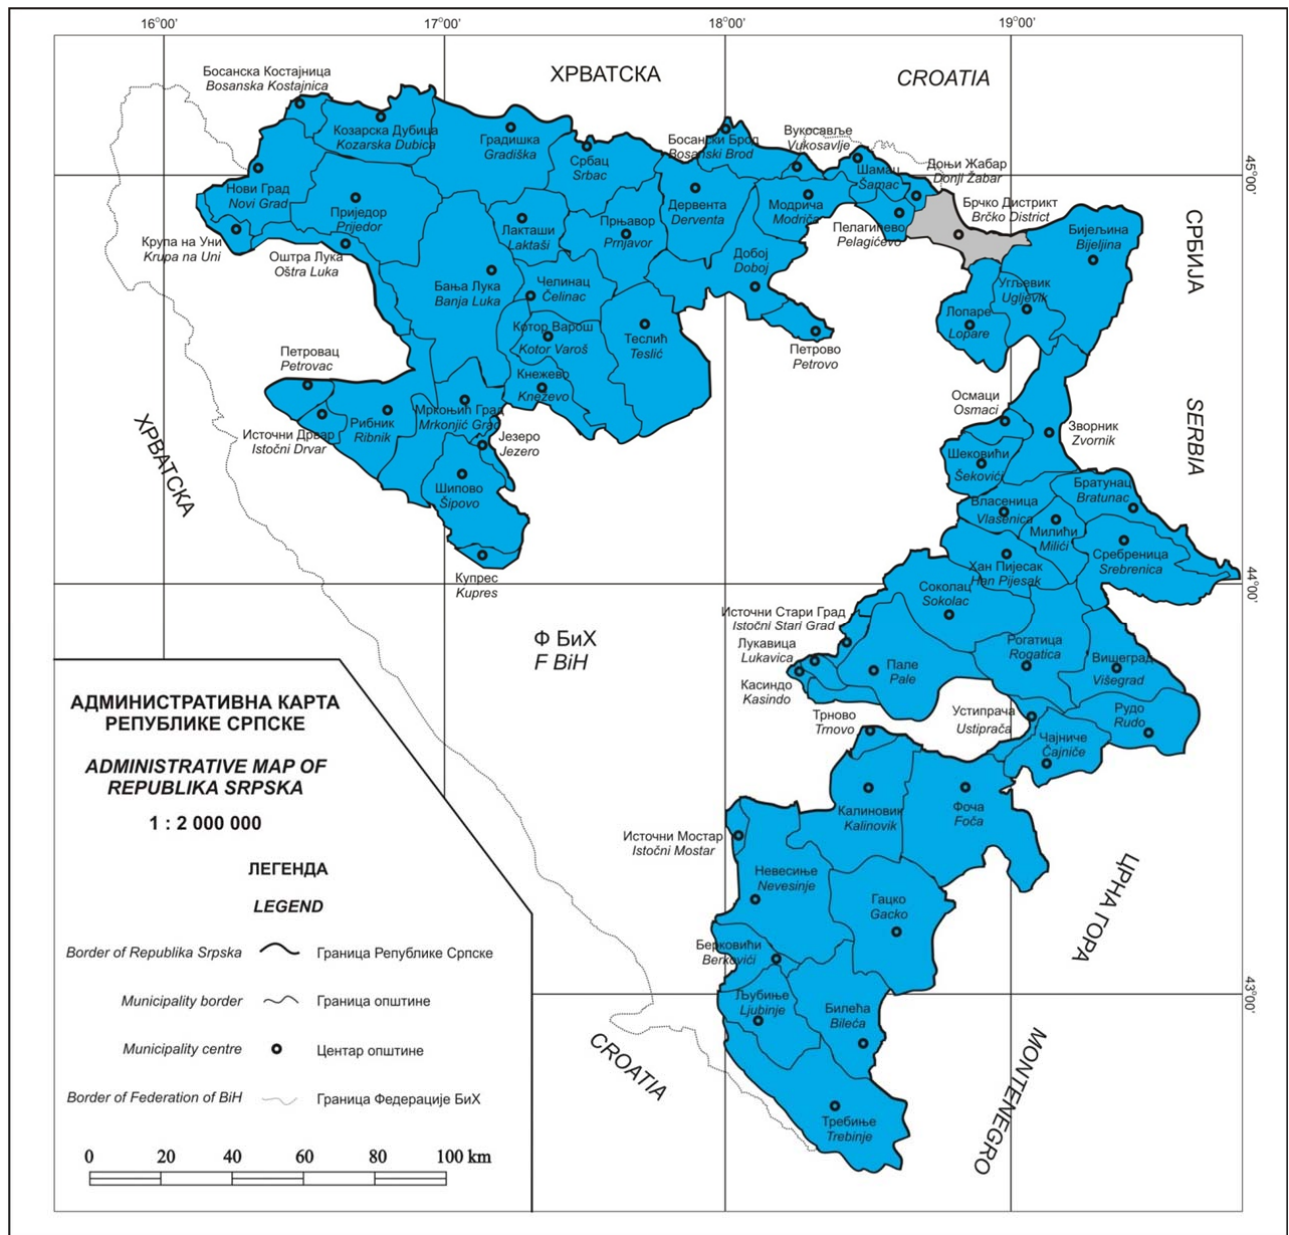 16°00'
17°00'
18°00'
19°00'
ХРВАТСКА
CROATIA
Босанска Костајница
Bosanska Kostajnica
Козарска Дубица
Kozarska Dubica
Градишка
Gradiška
Србац
Srbac
Босански Брод
Bosanski Brod
Вукосавље
Vukosavlje
Шамац
Šamac
Доњи Жабар
Donji Žabar
45°00'
Нови Град
Novi Grad
Приједор
Prijedor
Крупа на Уни
Krupa na Uni
Оштра Лука
Oštra Luka
Лакташи
Laktaši
Прњавор
Prnjavor
Дервента
Derventa
Модрича
Modriča
Пелагићево
Pelagićevo
Брчко Дистрикт
Brčko District
Бијељина
Bijeljina
СРБИЈА
Бања Лука
Banja Luka
Челинац
Čelinac
Добој
Doboj
Угљевик
Ugljevik
Лопаре
Lopare
Котор Варош
Kotor Varoš
Теслић
Teslić
Петрово
Petrovo
Петровац
Petrovac
Кнежево
Kneževo
Источни Дрвар
Istočni Drvar
Рибник
Ribnik
Мркоњић Град
Mrkonjić Grad
Језеро
Jezero
Шипово
Šipovo
Купрес
Kupres
Осмаци
Osmaci
Зворник
Zvornik
SERBIA
Шековићи
Šekovići
Братунац
Bratunac
Власеница
Vlasenica
Милићи
Milići
Сребреница
Srebrenica
Хан Пијесак
Han Pijesak
44°00'
ХРВАТСКА
Ф БиХ
F BiH
Соколац
Sokolac
Источни Стари Град
Istočni Stari Grad
Лукавица
Lukavica
Касиндо
Kasindo
Пале
Pale
Рогатица
Rogatica
Вишеград
Višegrad
Трново
Trnovo
Устипрача
Ustiprača
Рудо
Rudo
Чајниче
Čajniče
Калиновик
Kalinovik
Фоча
Foča
Источни Мостар
Istočni Mostar
Невесиње
Nevesinje
Гацко
Gacko
ЦРНА ГОРА
Берковићи
Berkovići
Љубиње
Ljubinje
Билећа
Bileća
43°00'
CROATIA
MONTENEGRO
Требиње
Trebinje
АДМИНИСТРАТИВНА КАРТА
РЕПУБЛИКЕ СРПСКЕ
ADMINISTRATIVE MAP OF
REPUBLIKA SRPSKA
1 : 2 000 000
ЛЕГЕНДА
LEGEND
Border of Republika Srpska Граница Републике Српске
Municipality border Граница општине
Municipality centre Центар општине
Border of Federation of BiH Граница Федерације БиХ
0 20 40 60 80 100 km